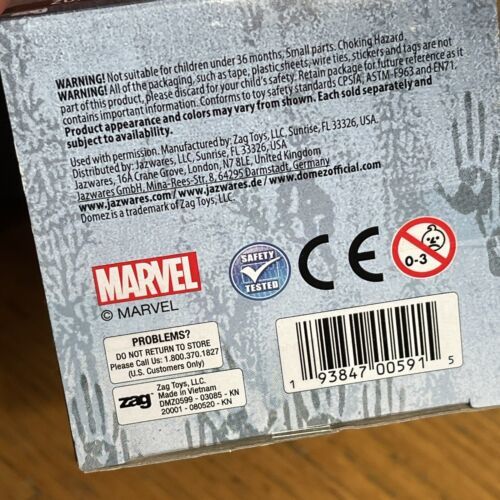 WARNING! Not suitable for children under 36 months, Small parts. Choking Hazard.
WARNING! All of the packaging, such as tape, plastic sheets, wire ties, stickers and tags are not
part of this product, please discard for your child's safety. Retain package for future reference as it
contains important information. Conforms to toy safety standards CPSIA, ASTM-F963 and EN71.
Product appearance and colors may vary from shown. Each sold separately and
subject to availability.
Used with permission. Manufactured by: Zag Toys, LLC, Sunrise, FL 33326, USA.
Distributed by: Jazwares, LLC, Sunrise, FL 33326, USA.
Jazwares, 16A Crane Grove, London, N7 8LE, United Kingdom
Jazwares GmbH, Mina-Rees-Str. 8, 64295 Darmstadt, Germany
www.jazwares.com / www.jazwares.de / www.domezofficial.com
Domez is a trademark of Zag Toys, LLC.
MARVEL
© MARVEL
SAFETY
TESTED
CE
0-3
PROBLEMS?
DO NOT RETURN TO STORE
Please Call Us: 1.800.370.1827
(U.S. Customers Only)
zag
Zag Toys, LLC.
Made in Vietnam
DMZ0599 - 03085 - KN
20001 - 080520 - KN
1 93847 00591 5